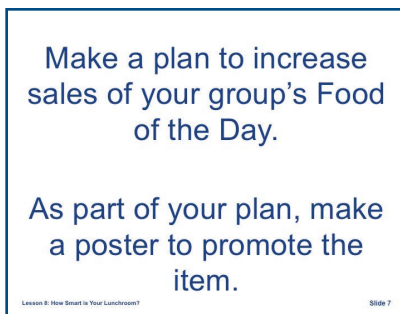 Make a plan to increase
sales of your group’s Food
of the Day.
As part of your plan, make
a poster to promote the
item.
Lesson 8: How Smart is Your Lunchroom?
Slide 7